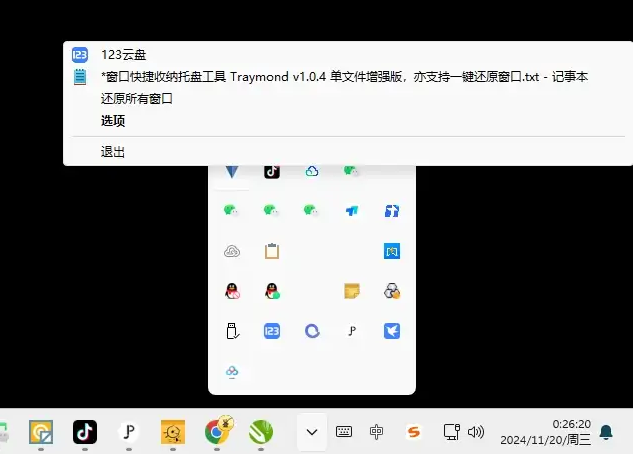 123云盘
*窗口快捷收纳托盘工具 Traymond v1.0.4 单文件增强版，亦支持一键还原窗口.txt - 记事本
还原所有窗口
选项
退出
123
123
中
0:26:20
2024/11/20/周三